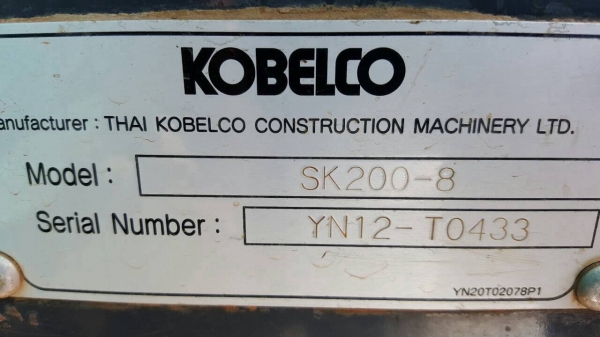 KOBELCO
anufacturer : THAI KOBELCO CONSTRUCTION MACHINERY LTD.
Model : SK200-8
Serial Number : YN12-T0433
YN20T02078P1